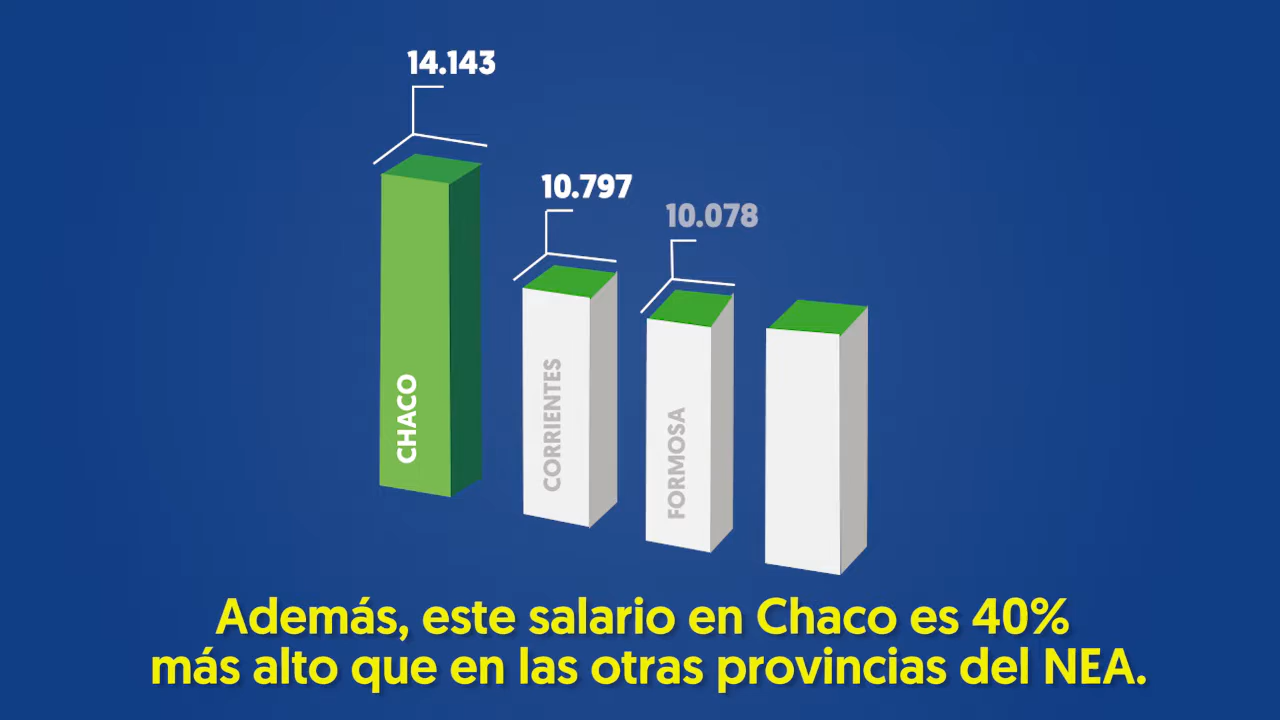 14.143
10.797
10.078
CHACO
CORRIENTES
FORMOSA
Además, este salario en Chaco es 40%
más alto que en las otras provincias del NEA.